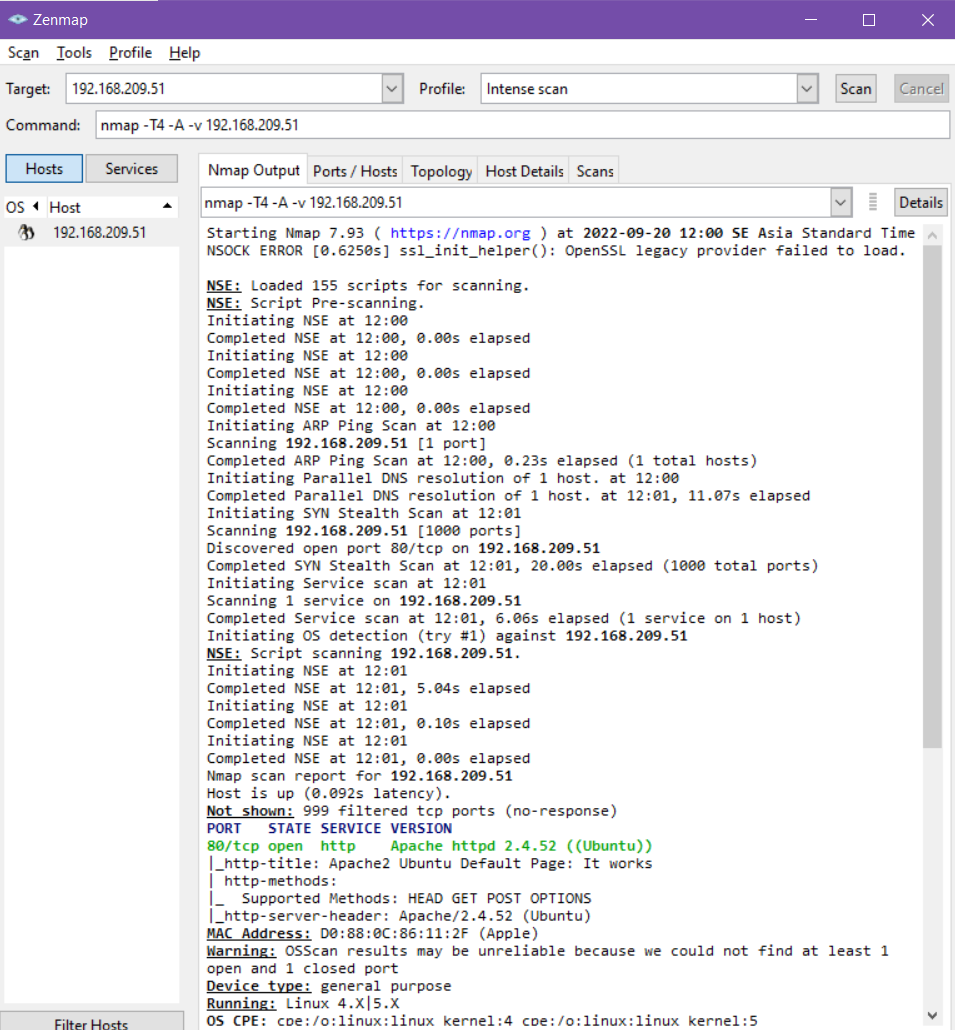 Zenmap
Scan Tools Profile Help
Target: 192.168.209.51 Profile: Intense scan Scan Cancel
Command: nmap -T4 -A -v 192.168.209.51
Hosts Services
Nmap Output Ports / Hosts Topology Host Details Scans
OS Host
192.168.209.51
nmap -T4 -A -v 192.168.209.51 Details
Starting Nmap 7.93 ( https://nmap.org ) at 2022-09-20 12:00 SE Asia Standard Time
NSOCK ERROR [0.6250s] ssl_init_helper(): OpenSSL legacy provider failed to load.
NSE: Loaded 155 scripts for scanning.
NSE: Script Pre-scanning.
Initiating NSE at 12:00
Completed NSE at 12:00, 0.00s elapsed
Initiating NSE at 12:00
Completed NSE at 12:00, 0.00s elapsed
Initiating NSE at 12:00
Completed NSE at 12:00, 0.00s elapsed
Initiating ARP Ping Scan at 12:00
Scanning 192.168.209.51 [1 port]
Completed ARP Ping Scan at 12:00, 0.23s elapsed (1 total hosts)
Initiating Parallel DNS resolution of 1 host. at 12:00
Completed Parallel DNS resolution of 1 host. at 12:01, 11.07s elapsed
Initiating SYN Stealth Scan at 12:01
Scanning 192.168.209.51 [1000 ports]
Discovered open port 80/tcp on 192.168.209.51
Completed SYN Stealth Scan at 12:01, 20.00s elapsed (1000 total ports)
Initiating Service scan at 12:01
Scanning 1 service on 192.168.209.51
Completed Service scan at 12:01, 6.06s elapsed (1 service on 1 host)
Initiating OS detection (try #1) against 192.168.209.51
NSE: Script scanning 192.168.209.51.
Initiating NSE at 12:01
Completed NSE at 12:01, 5.04s elapsed
Initiating NSE at 12:01
Completed NSE at 12:01, 0.10s elapsed
Initiating NSE at 12:01
Completed NSE at 12:01, 0.00s elapsed
Nmap scan report for 192.168.209.51
Host is up (0.092s latency).
Not shown: 999 filtered tcp ports (no-response)
PORT STATE SERVICE VERSION
80/tcp open http Apache httpd 2.4.52 ((Ubuntu))
|_http-title: Apache2 Ubuntu Default Page: It works
| http-methods:
|_ Supported Methods: HEAD GET POST OPTIONS
|_http-server-header: Apache/2.4.52 (Ubuntu)
MAC Address: D0:88:0C:86:11:2F (Apple)
Warning: OSScan results may be unreliable because we could not find at least 1
open and 1 closed port
Device type: general purpose
Running: Linux 4.X|5.X
OS CPE: cpe:/o:linux:linux_kernel:4 cpe:/o:linux:linux_kernel:5
Filter Hosts